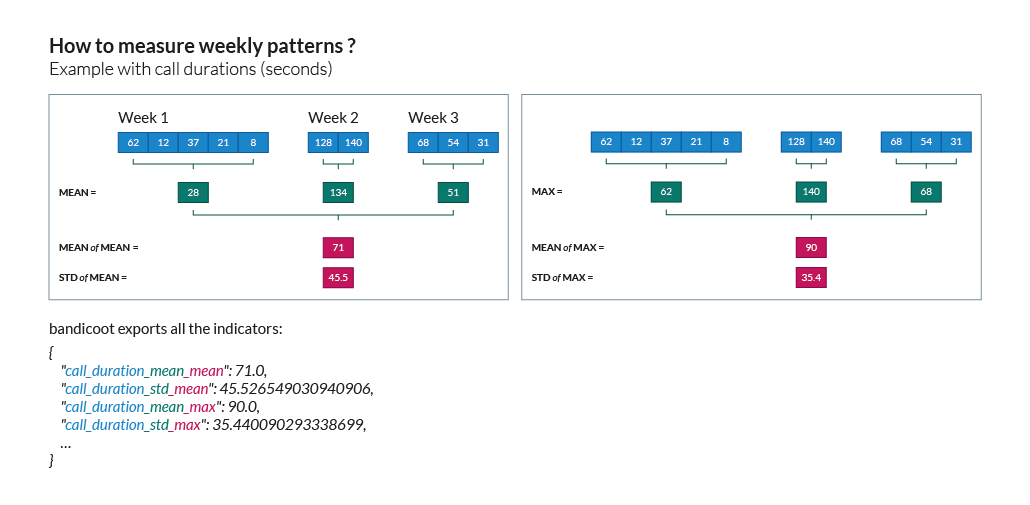 How to measure weekly patterns ?
Example with call durations (seconds)
Week 1 Week 2 Week 3
62 12 37 21 8 128 140 68 54 31
MEAN = 28 134 51
MEAN of MEAN = 71
STD of MEAN = 45.5
62 12 37 21 8 128 140 68 54 31
MAX = 62 140 68
MEAN of MAX = 90
STD of MAX = 35.4
bandicoot exports all the indicators:
{
"call_duration_mean_mean": 71.0,
"call_duration_std_mean": 45.526549030940906,
"call_duration_mean_max": 90.0,
"call_duration_std_max": 35.440090293338699,
...
}